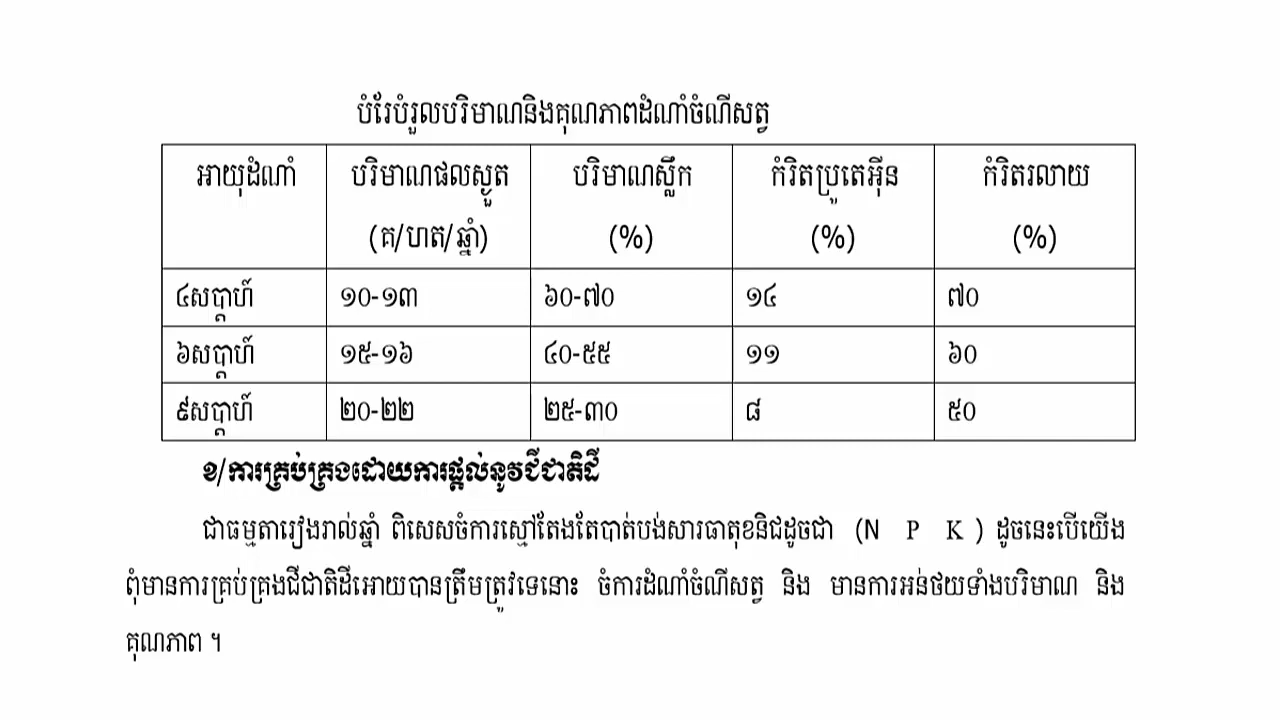 បំរែបំរួលបរិមាណនិងគុណភាពដំណាំចំណីសត្វ
អាយុដំណាំ បរិមាណផលស្ងួត បរិមាណស្លឹក កំរិតប្រូតេអ៊ីន កំរិតរលាយ
(គ/ហត/ឆ្នាំ) (%) (%) (%)
៤សប្តាហ៍ ១០-១៣ ៦០-៧០ ១៤ ៧០
៦សប្តាហ៍ ១៥-១៦ ៤០-៥៥ ១១ ៦០
៩សប្តាហ៍ ២០-២២ ២៥-៣០ ៨ ៥០
ខ/ការគ្រប់គ្រងដោយការផ្តល់នូវជីជាតិដី
ជាធម្មតារៀងរាល់ឆ្នាំ ពិសេសចំការស្មៅតែងតែបាត់បង់សារធាតុខនិជដូចជា (N P K ) ដូចនេះបើយើង
ពុំមានការគ្រប់គ្រងជីជាតិដីអោយបានត្រឹមត្រូវទេនោះ ចំការដំណាំចំណីសត្វ និង មានការអន់ថយទាំងបរិមាណ និង
គុណភាព ។